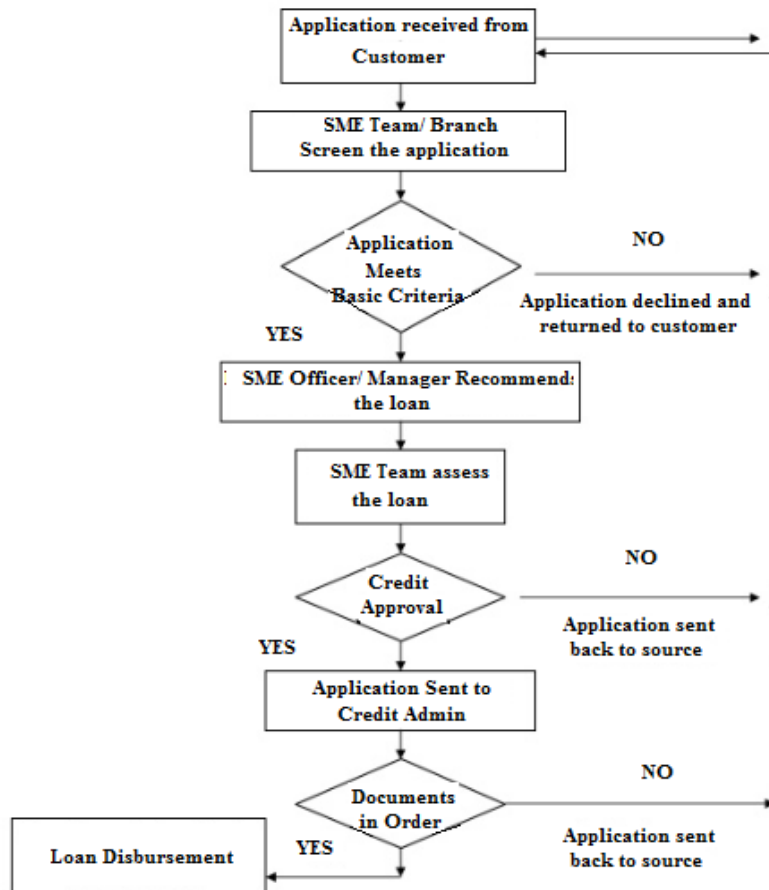 Application received from
Customer
SME Team/ Branch
Screen the application
Application
Meets
Basic Criteria
NO
Application declined and
returned to customer
YES
SME Officer/ Manager Recommends
the loan
SME Team assess
the loan
Credit
Approval
NO
Application sent
back to source
YES
Application Sent to
Credit Admin
Documents
in Order
NO
Application sent
back to source
YES
Loan Disbursement